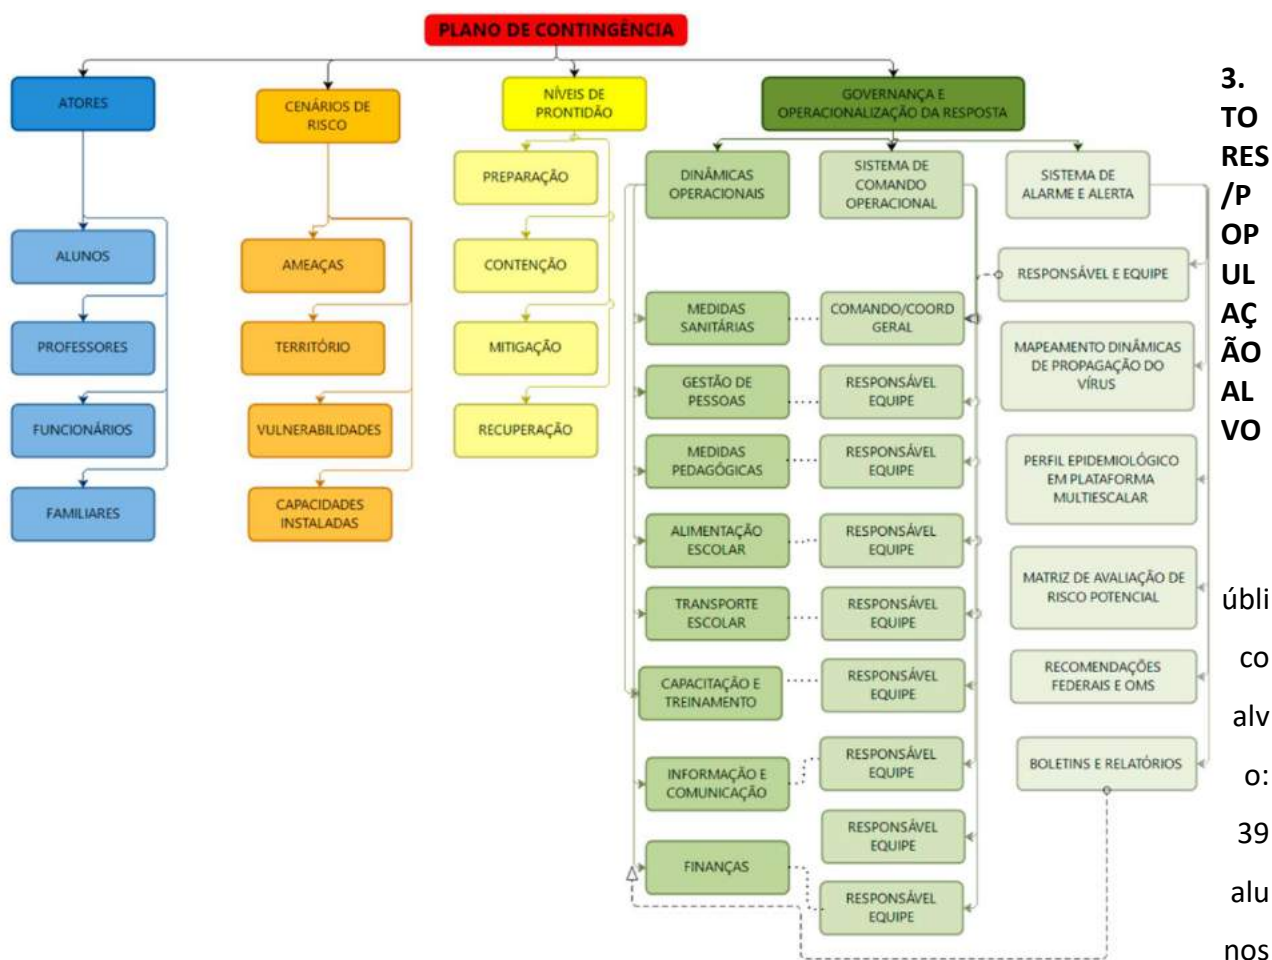 PLANO DE CONTINGÊNCIA
ATORES
ALUNOS
PROFESSORES
FUNCIONÁRIOS
FAMILIARES
CENÁRIOS DE
RISCO
AMEAÇAS
TERRITÓRIO
VULNERABILIDADES
CAPACIDADES
INSTALADAS
NÍVEIS DE
PRONTIDÃO
PREPARAÇÃO
CONTENÇÃO
MITIGAÇÃO
RECUPERAÇÃO
GOVERNANÇA E
OPERACIONALIZAÇÃO DA RESPOSTA
DINÂMICAS
OPERACIONAIS
MEDIDAS
SANITÁRIAS
GESTÃO DE
PESSOAS
MEDIDAS
PEDAGÓGICAS
ALIMENTAÇÃO
ESCOLAR
TRANSPORTE
ESCOLAR
CAPACITAÇÃO E
TREINAMENTO
INFORMAÇÃO E
COMUNICAÇÃO
FINANÇAS
SISTEMA DE
COMANDO
OPERACIONAL
COMANDO/COORD
GERAL
RESPONSÁVEL
EQUIPE
RESPONSÁVEL
EQUIPE
RESPONSÁVEL
EQUIPE
RESPONSÁVEL
EQUIPE
RESPONSÁVEL
EQUIPE
RESPONSÁVEL
EQUIPE
RESPONSÁVEL
EQUIPE
RESPONSÁVEL
EQUIPE
SISTEMA DE
ALARME E ALERTA
RESPONSÁVEL E EQUIPE
MAPEAMENTO DINÂMICAS
DE PROPAGAÇÃO DO
VÍRUS
PERFIL EPIDEMIOLÓGICO
EM PLATAFORMA
MULTIESCALAR
MATRIZ DE AVALIAÇÃO DE
RISCO POTENCIAL
RECOMENDAÇÕES
FEDERAIS E OMS
BOLETINS E RELATÓRIOS
3.
TO
RES
/P
OP
UL
AÇ
ÃO
AL
VO
úbli
co
alv
o:
39
alu
nos